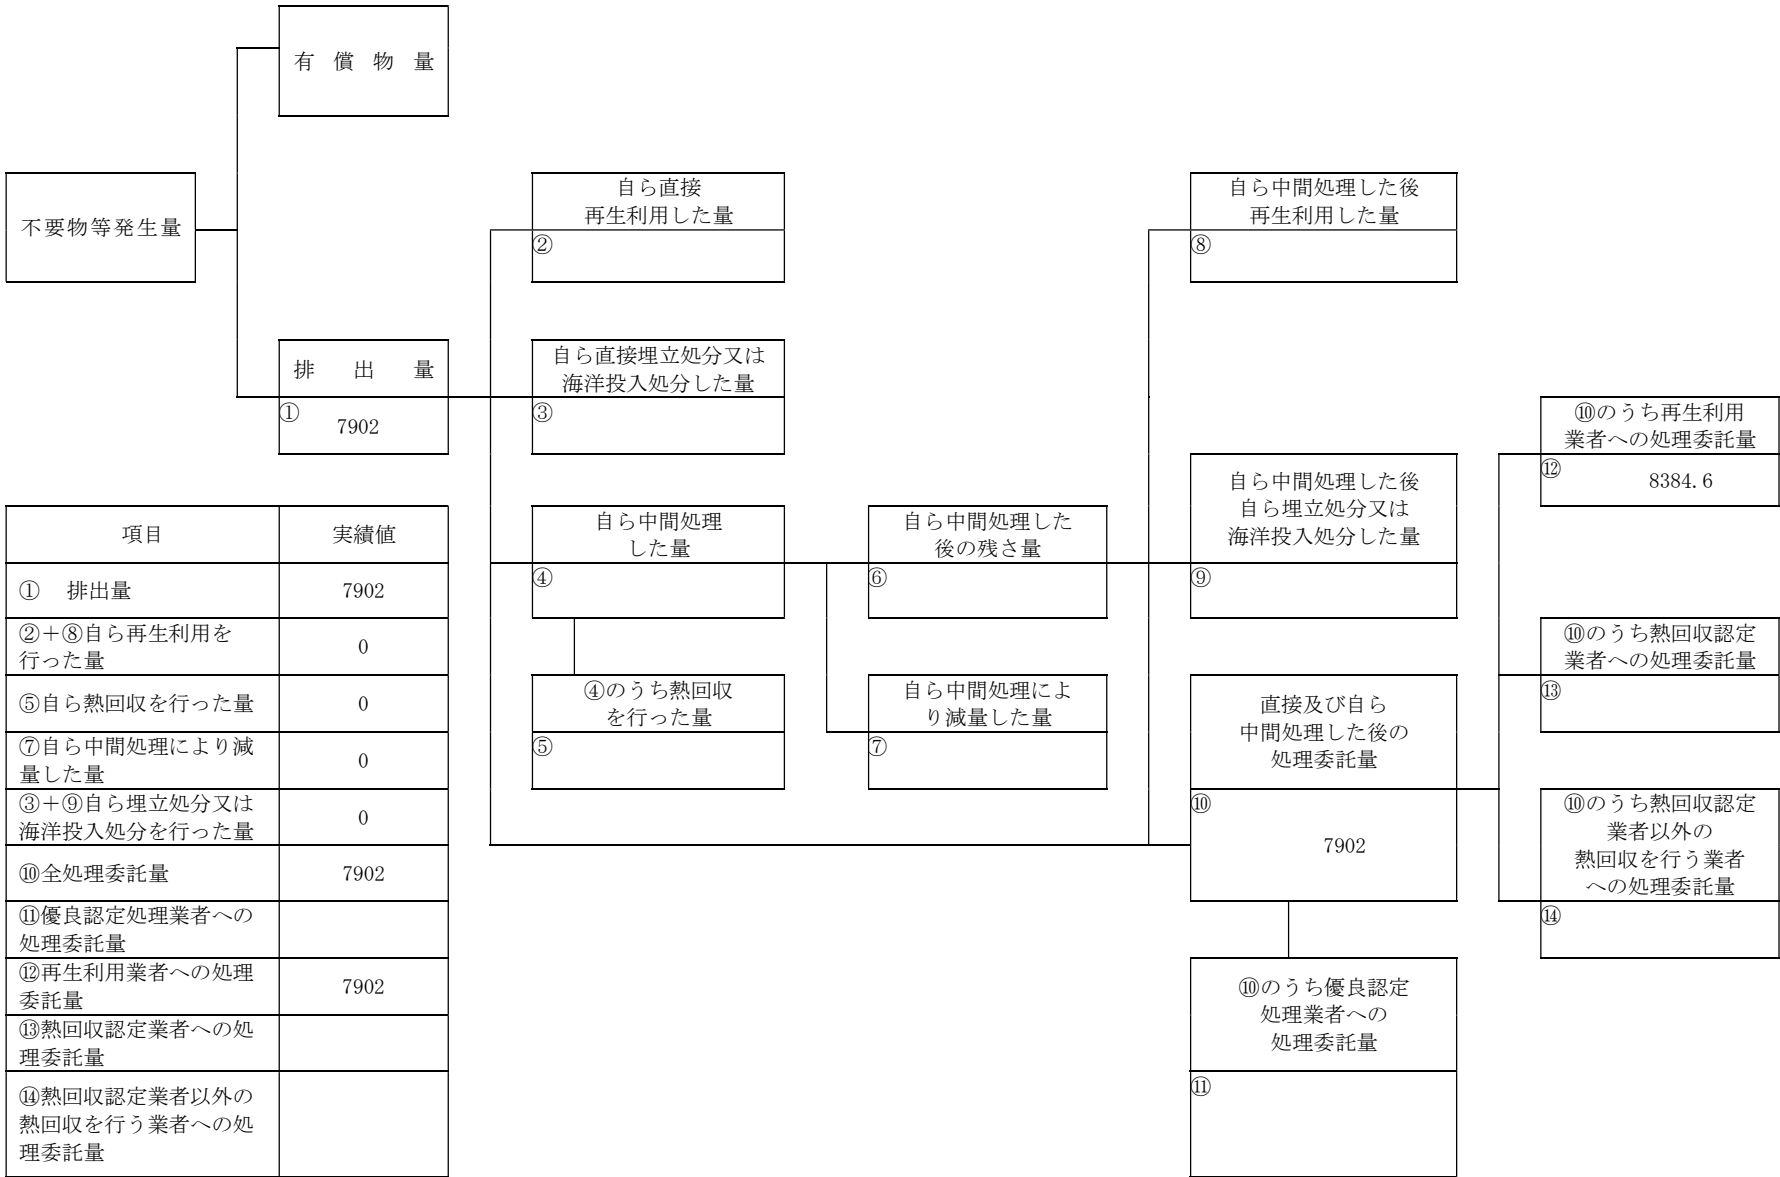 有償物量
不要物等発生量
自ら直接
再生利用した量
②
自ら中間処理した後
再生利用した量
⑧
排出量
①
7902
自ら直接埋立処分又は
海洋投入処分した量
③
⑩のうち再生利用
業者への処理委託量
⑫
8384.6
自ら中間処理
した量
④
自ら中間処理した
後の残さ量
⑥
自ら中間処理した後
自ら埋立処分又は
海洋投入処分した量
⑨
⑩のうち熱回収認定
業者への処理委託量
⑬
④のうち熱回収
を行った量
⑤
自ら中間処理によ
り減量した量
⑦
直接及び自ら
中間処理した後の
処理委託量
⑩
7902
⑩のうち熱回収認定
業者以外の
熱回収を行う業者
への処理委託量
⑭
⑩のうち優良認定
処理業者への
処理委託量
⑪
項目 実績値
① 排出量 7902
②+⑧自ら再生利用を
行った量
0
⑤自ら熱回収を行った量 0
⑦自ら中間処理により減
量した量
0
③+⑨自ら埋立処分又は
海洋投入処分を行った量
0
⑩全処理委託量 7902
⑪優良認定処理業者への
処理委託量
⑫再生利用業者への処理
委託量
7902
⑬熱回収認定業者への処
理委託量
⑭熱回収認定業者以外の
熱回収を行う業者への処
理委託量